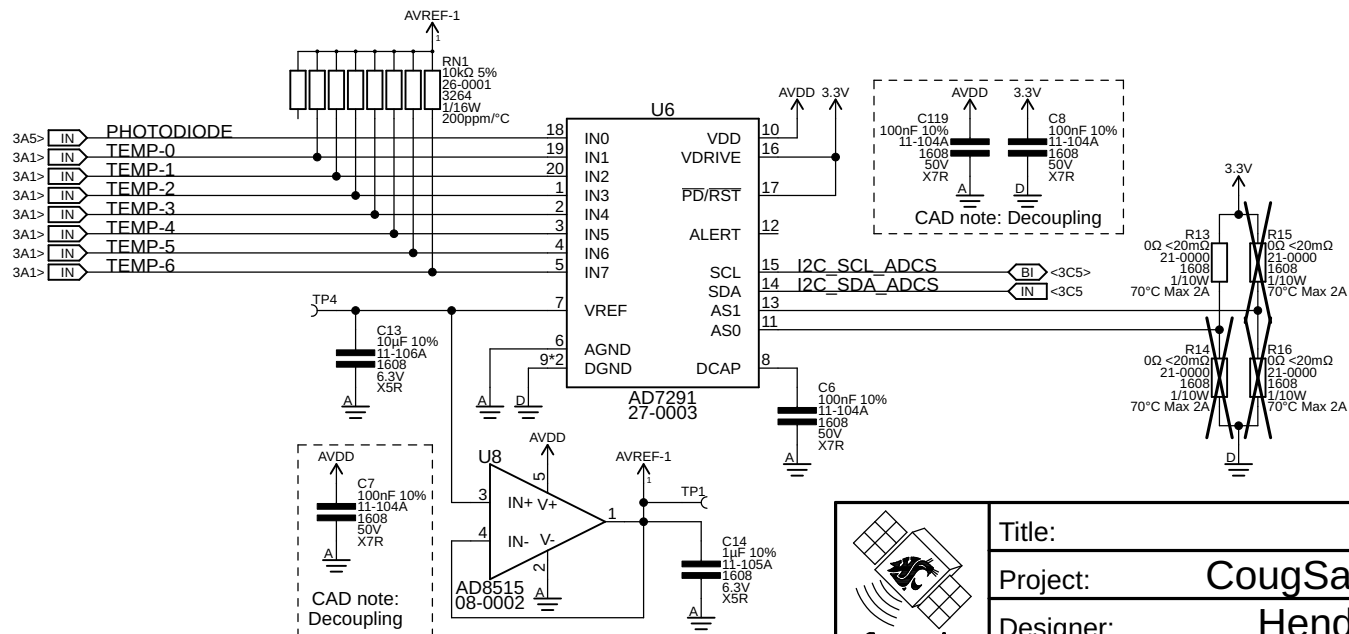 AVREF-1
1
RN1
10kΩ 5%
26-0001
3264
1/16W
200ppm/°C
3A5> IN PHOTODIODE
3A1> IN TEMP-0
3A1> IN TEMP-1
3A1> IN TEMP-2
3A1> IN TEMP-3
3A1> IN TEMP-4
3A1> IN TEMP-5
3A1> IN TEMP-6
U6
18 IN0
19 IN1
20 IN2
1 IN3
2 IN4
3 IN5
4 IN6
5 IN7
7 VREF
6 AGND
9*2 DGND
VDD 10
VDRIVE 16
PD/RST 17
ALERT 12
SCL 15 I2C_SCL_ADCS BI <3C5>
SDA 14 I2C_SDA_ADCS IN <3C5
AS1 13
AS0 11
DCAP 8
AD7291
27-0003
AVDD 3.3V
AVDD 3.3V
C119
100nF 10%
11-104A
1608
50V
X7R
A
C8
100nF 10%
11-104A
1608
50V
X7R
D
CAD note: Decoupling
3.3V
R13
0Ω <20mΩ
21-0000
1608
1/10W
70°C Max 2A
R15
0Ω <20mΩ
21-0000
1608
1/10W
70°C Max 2A
R14
0Ω <20mΩ
21-0000
1608
1/10W
70°C Max 2A
R16
0Ω <20mΩ
21-0000
1608
1/10W
70°C Max 2A
D
TP4
C13
10µF 10%
11-106A
1608
6.3V
X5R
A
A
D
C6
100nF 10%
11-104A
1608
50V
X7R
A
AVDD
C7
100nF 10%
11-104A
1608
50V
X7R
A
CAD note:
Decoupling
U8
AVDD
5
3 IN+ V+
4 IN- V-
1
2
A
AD8515
08-0002
AVREF-1
1
TP1
C14
1µF 10%
11-105A
1608
6.3V
X5R
A
Title:
Project: CougSa
Designer: Hend